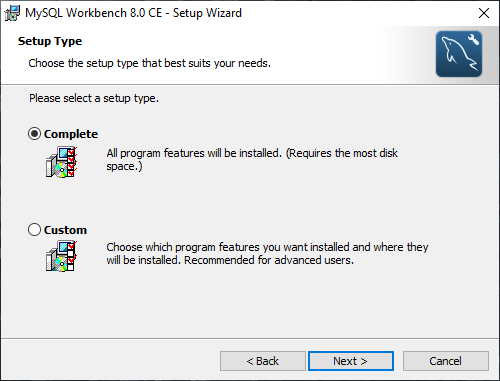 MySQL Workbench 8.0 CE - Setup Wizard
Setup Type
Choose the setup type that best suits your needs.
Please select a setup type.
Complete
All program features will be installed. (Requires the most disk
space.)
Custom
Choose which program features you want installed and where they
will be installed. Recommended for advanced users.
< Back
Next >
Cancel